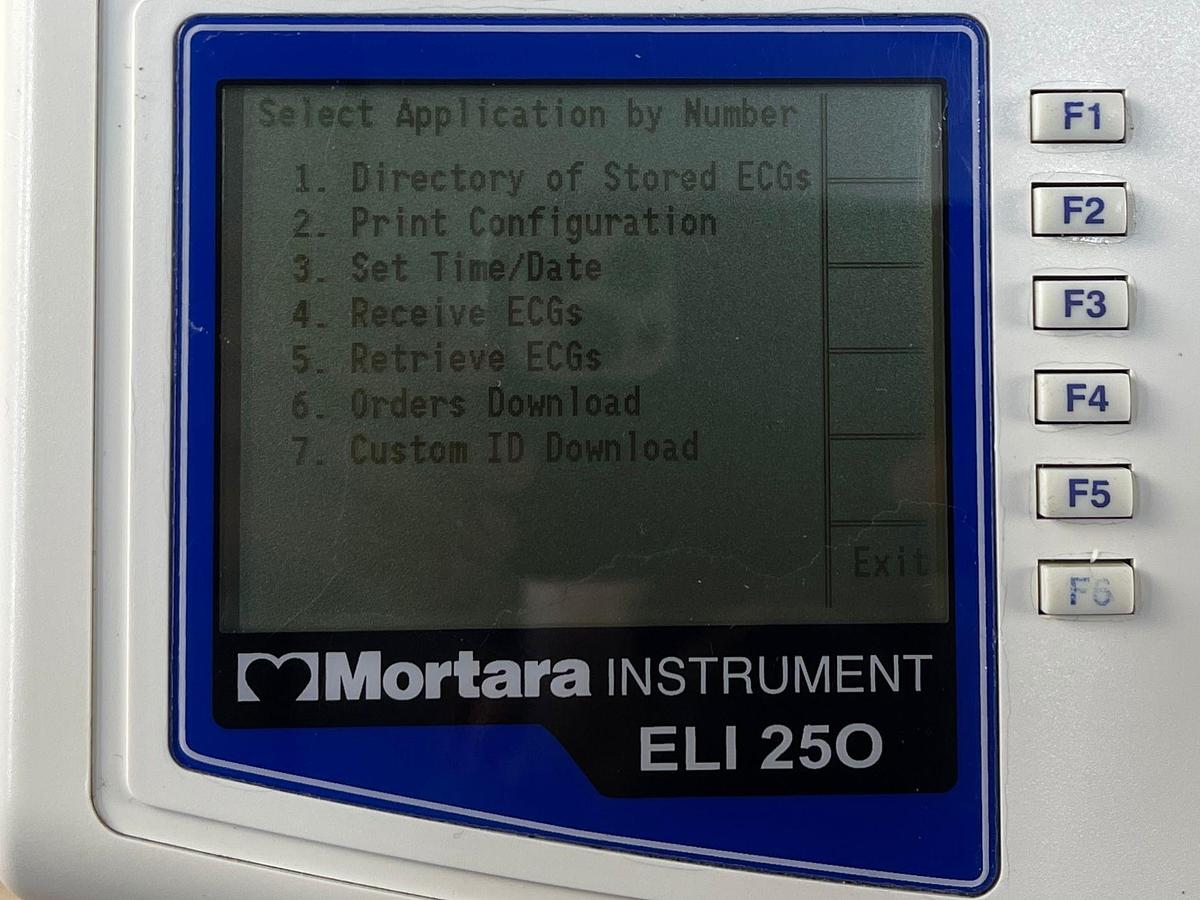 Select Application by Number
1. Directory of Stored ECGs
2. Print Configuration
3. Set Time/Date
4. Receive ECGs
5. Retrieve ECGs
6. Orders Download
7. Custom ID Download
Exit
Mortara INSTRUMENT
ELI 250
F1
F2
F3
F4
F5
F6